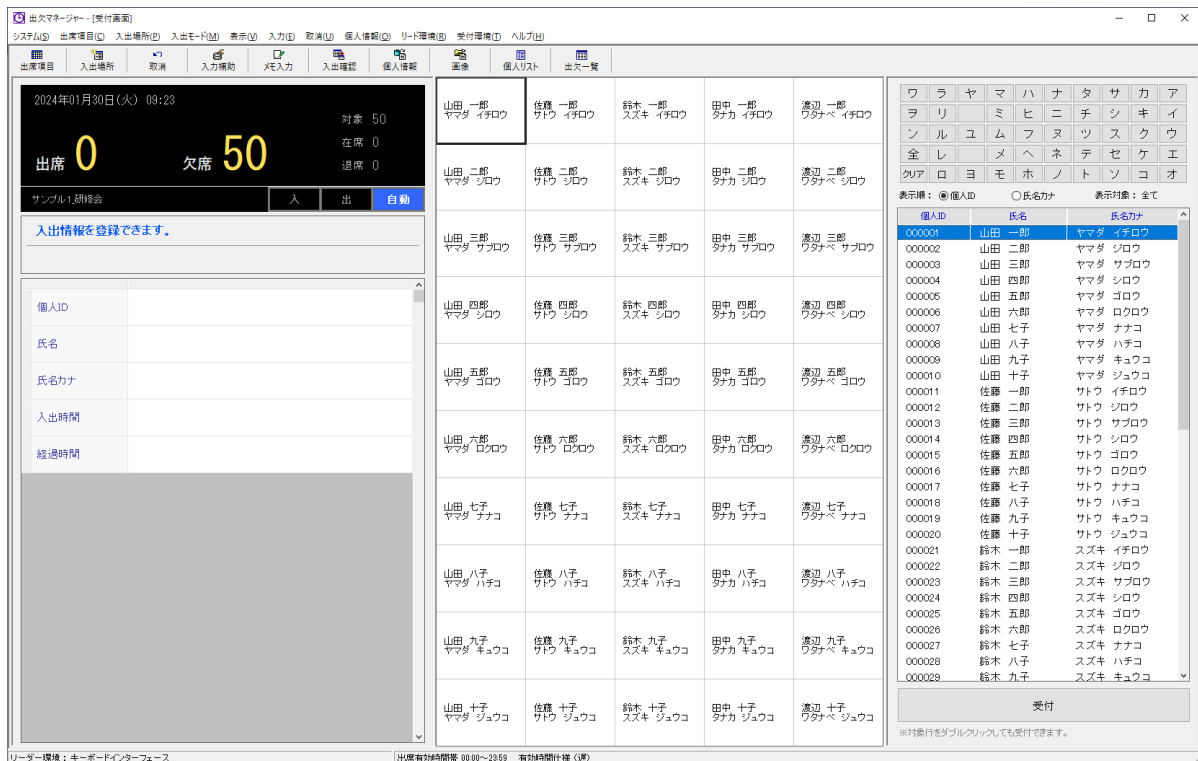 出欠マネージャー - [受付画面]
システム(S) 出席項目(C) 入出場所(P) 入出モード(M) 表示(V) 入力(E) 取消(U) 個人情報(O) リード環境(R) 受付環境(T) ヘルプ(H)
出席項目 入出場所 取消 入力補助 メモ入力 入出確認 個人情報 画像 個人リスト 出欠一覧
2024年01月30日(火) 09:23
対象 50
在席 0
出席 0 欠席 50
退席 0
サンプル1_研修会 入 出 自動
入出情報を登録できます。
個人ID
氏名
氏名カナ
入出時間
経過時間
山田 一郎 佐藤 一郎 鈴木 一郎 田中 一郎 渡辺 一郎
ヤマダ イチロウ サトウ イチロウ スズキ イチロウ タナカ イチロウ ワタナベ イチロウ
山田 二郎 佐藤 二郎 鈴木 二郎 田中 二郎 渡辺 二郎
ヤマダ ジロウ サトウ ジロウ スズキ ジロウ タナカ ジロウ ワタナベ ジロウ
山田 三郎 佐藤 三郎 鈴木 三郎 田中 三郎 渡辺 三郎
ヤマダ サブロウ サトウ サブロウ スズキ サブロウ タナカ サブロウ ワタナベ サブロウ
山田 四郎 佐藤 四郎 鈴木 四郎 田中 四郎 渡辺 四郎
ヤマダ シロウ サトウ シロウ スズキ シロウ タナカ シロウ ワタナベ シロウ
山田 五郎 佐藤 五郎 鈴木 五郎 田中 五郎 渡辺 五郎
ヤマダ ゴロウ サトウ ゴロウ スズキ ゴロウ タナカ ゴロウ ワタナベ ゴロウ
山田 六郎 佐藤 六郎 鈴木 六郎 田中 六郎 渡辺 六郎
ヤマダ ロクロウ サトウ ロクロウ スズキ ロクロウ タナカ ロクロウ ワタナベ ロクロウ
山田 七子 佐藤 七子 鈴木 七子 田中 七子 渡辺 七子
ヤマダ ナナコ サトウ ナナコ スズキ ナナコ タナカ ナナコ ワタナベ ナナコ
山田 八子 佐藤 八子 鈴木 八子 田中 八子 渡辺 八子
ヤマダ ハチコ サトウ ハチコ スズキ ハチコ タナカ ハチコ ワタナベ ハチコ
山田 九子 佐藤 九子 鈴木 九子 田中 九子 渡辺 九子
ヤマダ キュウコ サトウ キュウコ スズキ キュウコ タナカ キュウコ ワタナベ キュウコ
山田 十子 佐藤 十子 鈴木 十子 田中 十子 渡辺 十子
ヤマダ ジュウコ サトウ ジュウコ スズキ ジュウコ タナカ ジュウコ ワタナベ ジュウコ
ワ ラ ヤ マ ハ ナ タ サ カ ア
ヲ リ ミ ヒ ニ チ シ キ イ
ン ル ユ ム フ ヌ ツ ス ク ウ
全 レ メ ヘ ネ テ セ ケ エ
クリア ロ ヨ モ ホ ノ ト ソ コ オ
表示順: 個人ID 氏名カナ 表示対象: 全て
個人ID 氏名 氏名カナ
000001 山田 一郎 ヤマダ イチロウ
000002 山田 二郎 ヤマダ ジロウ
000003 山田 三郎 ヤマダ サブロウ
000004 山田 四郎 ヤマダ シロウ
000005 山田 五郎 ヤマダ ゴロウ
000006 山田 六郎 ヤマダ ロクロウ
000007 山田 七子 ヤマダ ナナコ
000008 山田 八子 ヤマダ ハチコ
000009 山田 九子 ヤマダ キュウコ
000010 山田 十子 ヤマダ ジュウコ
000011 佐藤 一郎 サトウ イチロウ
000012 佐藤 二郎 サトウ ジロウ
000013 佐藤 三郎 サトウ サブロウ
000014 佐藤 四郎 サトウ シロウ
000015 佐藤 五郎 サトウ ゴロウ
000016 佐藤 六郎 サトウ ロクロウ
000017 佐藤 七子 サトウ ナナコ
000018 佐藤 八子 サトウ ハチコ
000019 佐藤 九子 サトウ キュウコ
000020 佐藤 十子 サトウ ジュウコ
000021 鈴木 一郎 スズキ イチロウ
000022 鈴木 二郎 スズキ ジロウ
000023 鈴木 三郎 スズキ サブロウ
000024 鈴木 四郎 スズキ シロウ
000025 鈴木 五郎 スズキ ゴロウ
000026 鈴木 六郎 スズキ ロクロウ
000027 鈴木 七子 スズキ ナナコ
000028 鈴木 八子 スズキ ハチコ
000029 鈴木 九子 スズキ キュウコ
受付
※対象行をダブルクリックしても受付できます。
リーダー環境:キーボードインターフェース 出席有効時間帯 00:00~23:59 有効時間仕様(遅)